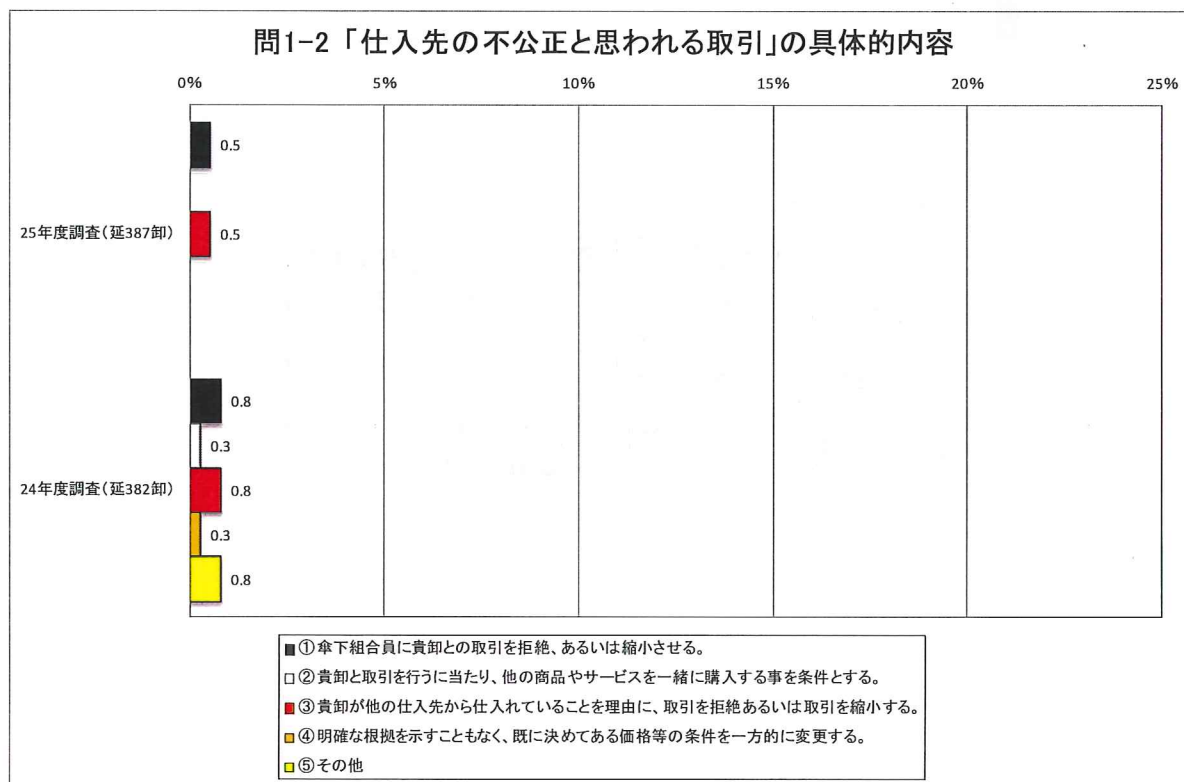 問1-2 「仕入先の不公正と思われる取引」の具体的内容
0% 5% 10% 15% 20% 25%
0.5
25年度調査(延387卸) 0.5
0.8
0.3
24年度調査(延382卸) 0.8
0.3
0.8
①傘下組合員に貴卸との取引を拒絶、あるいは縮小させる。
②貴卸と取引を行うに当たり、他の商品やサービスを一緒に購入する事を条件とする。
③貴卸が他の仕入先から仕入れていることを理由に、取引を拒絶あるいは取引を縮小する。
④明確な根拠を示すこともなく、既に決めてある価格等の条件を一方的に変更する。
⑤その他